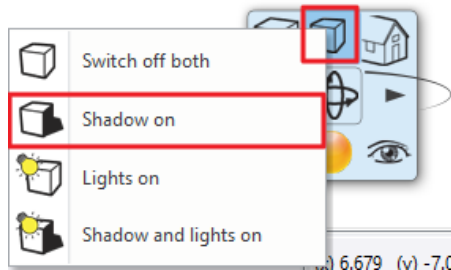 Switch off both
Shadow on
Lights on
Shadow and lights on
6.679 (y) -7.0